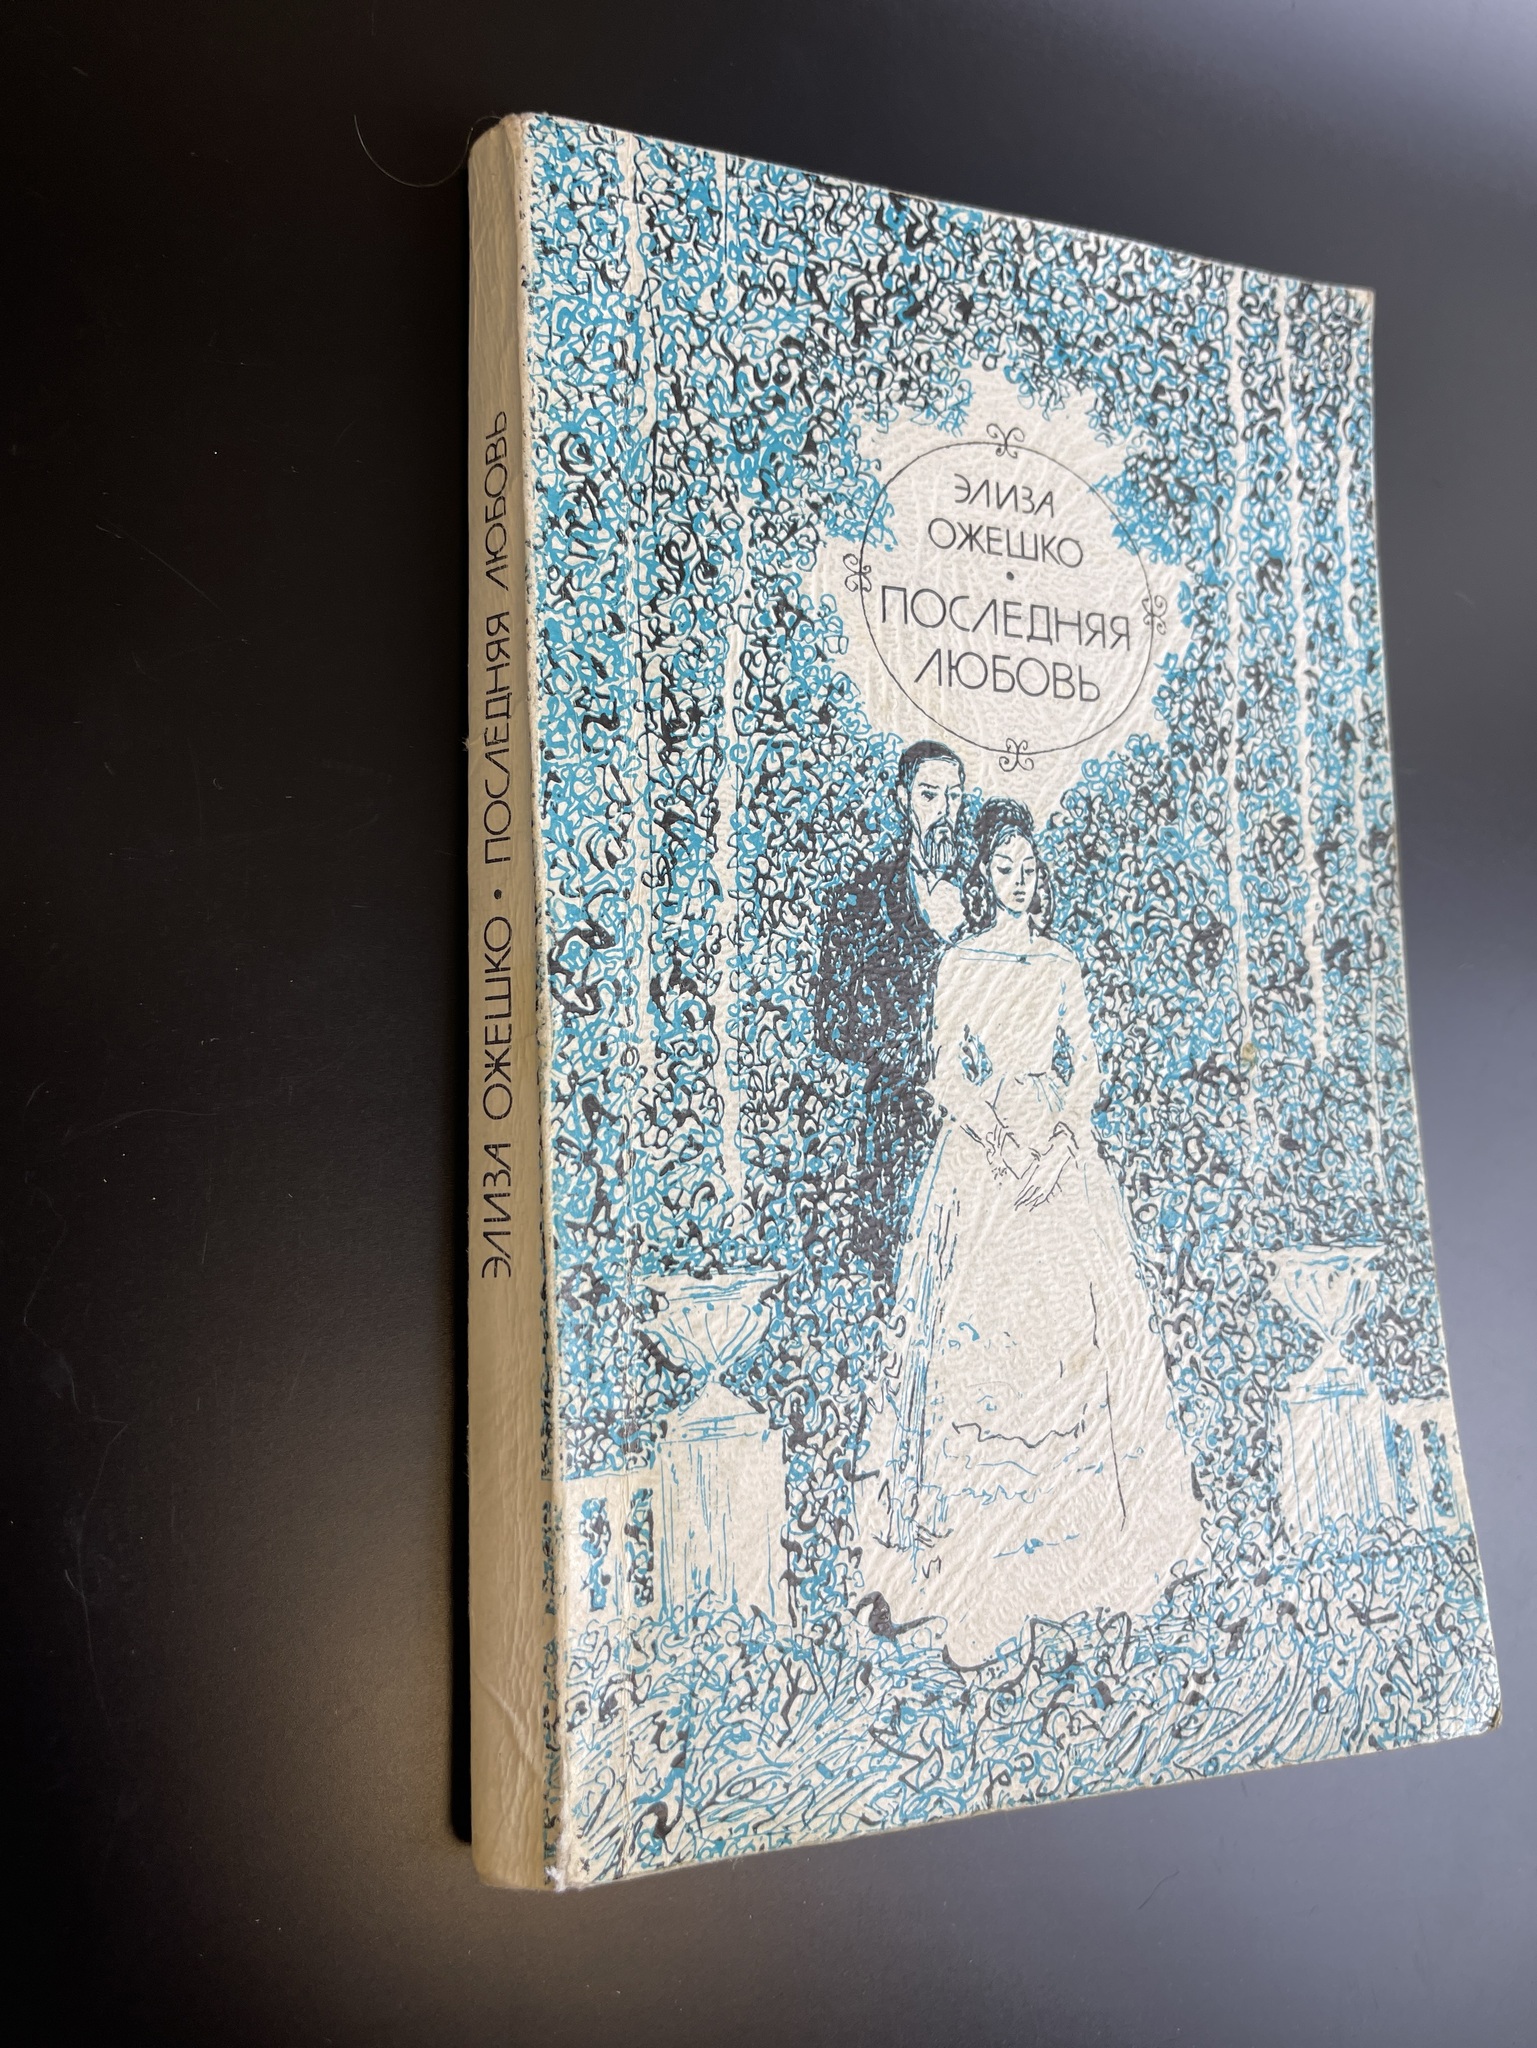 ЭЛИЗА ОЖЕШКО • ПОСЛЕДНЯЯ ЛЮБОВЬ
ЭЛИЗА
ОЖЕШКО
•
ПОСЛЕДНЯЯ
ЛЮБОВЬ